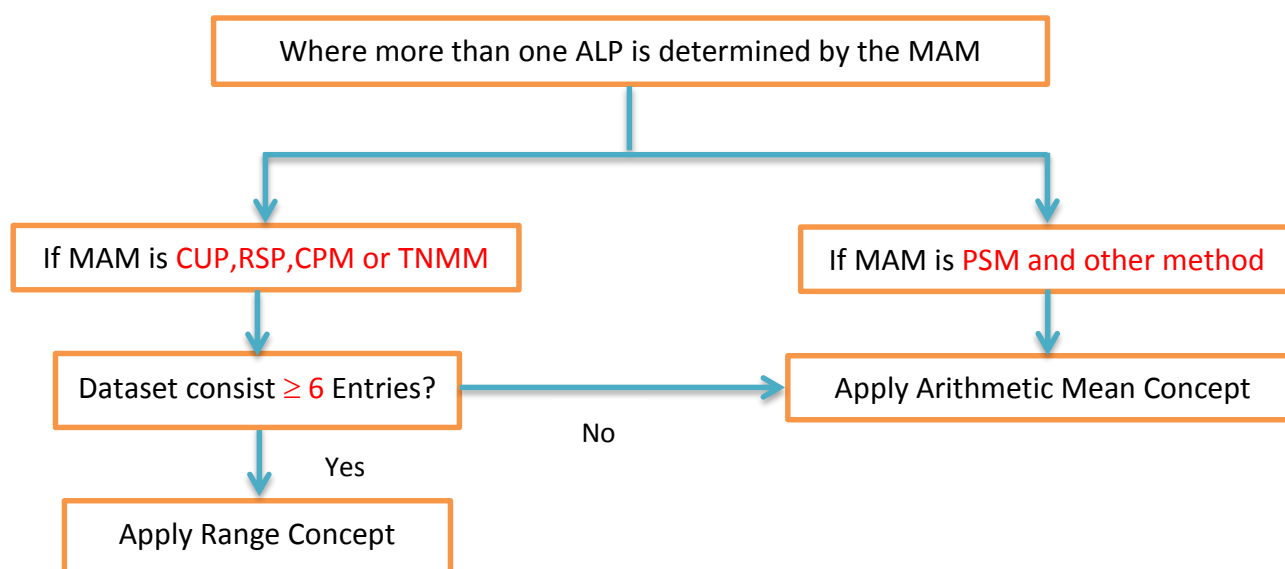 Where more than one ALP is determined by the MAM
If MAM is CUP,RSP,CPM or TNMM
If MAM is PSM and other method
Dataset consist ≥ 6 Entries?
Apply Arithmetic Mean Concept
No
Yes
Apply Range Concept